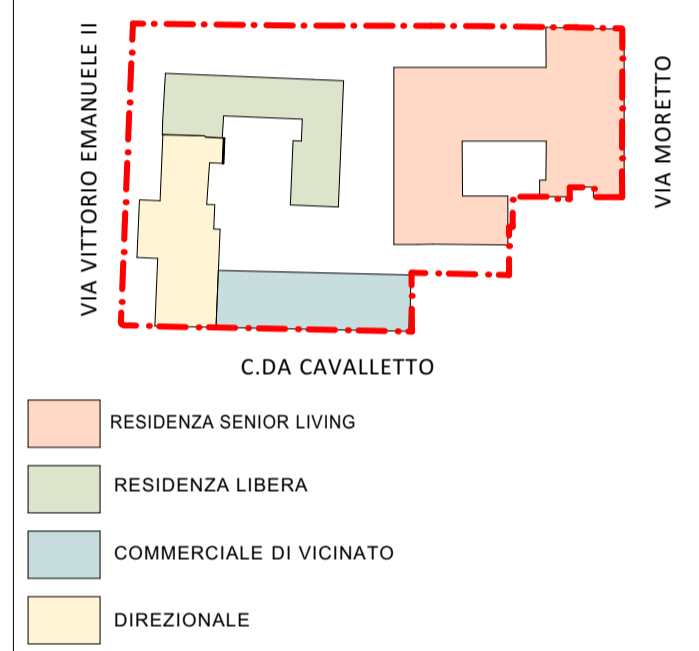 VIA VITTORIO EMANUELE II
VIA MORETTO
C.DA CAVALLETTO
RESIDENZA SENIOR LIVING
RESIDENZA LIBERA
COMMERCIALE DI VICINATO
DIREZIONALE